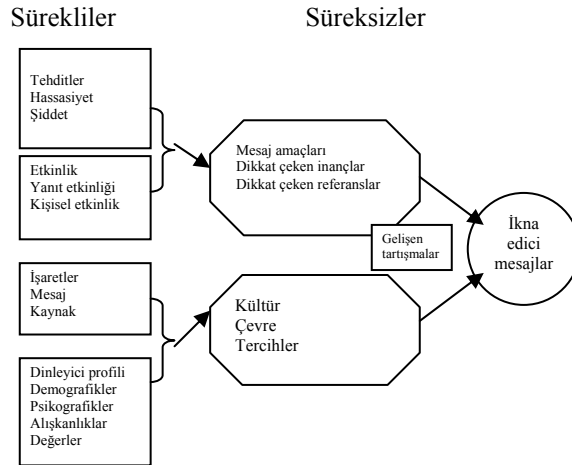 Sürekliler
Süreksizler
Tehditler
Hassasiyet
Şiddet
Etkinlik
Yanıt etkinliği
Kişisel etkinlik
İşaretler
Mesaj
Kaynak
Dinleyici profili
Demografikler
Psikografikler
Alışkanlıklar
Değerler
Mesaj amaçları
Dikkat çeken inançlar
Dikkat çeken referanslar
Gelişen
tartışmalar
Kültür
Çevre
Tercihler
İkna
edici
mesajlar